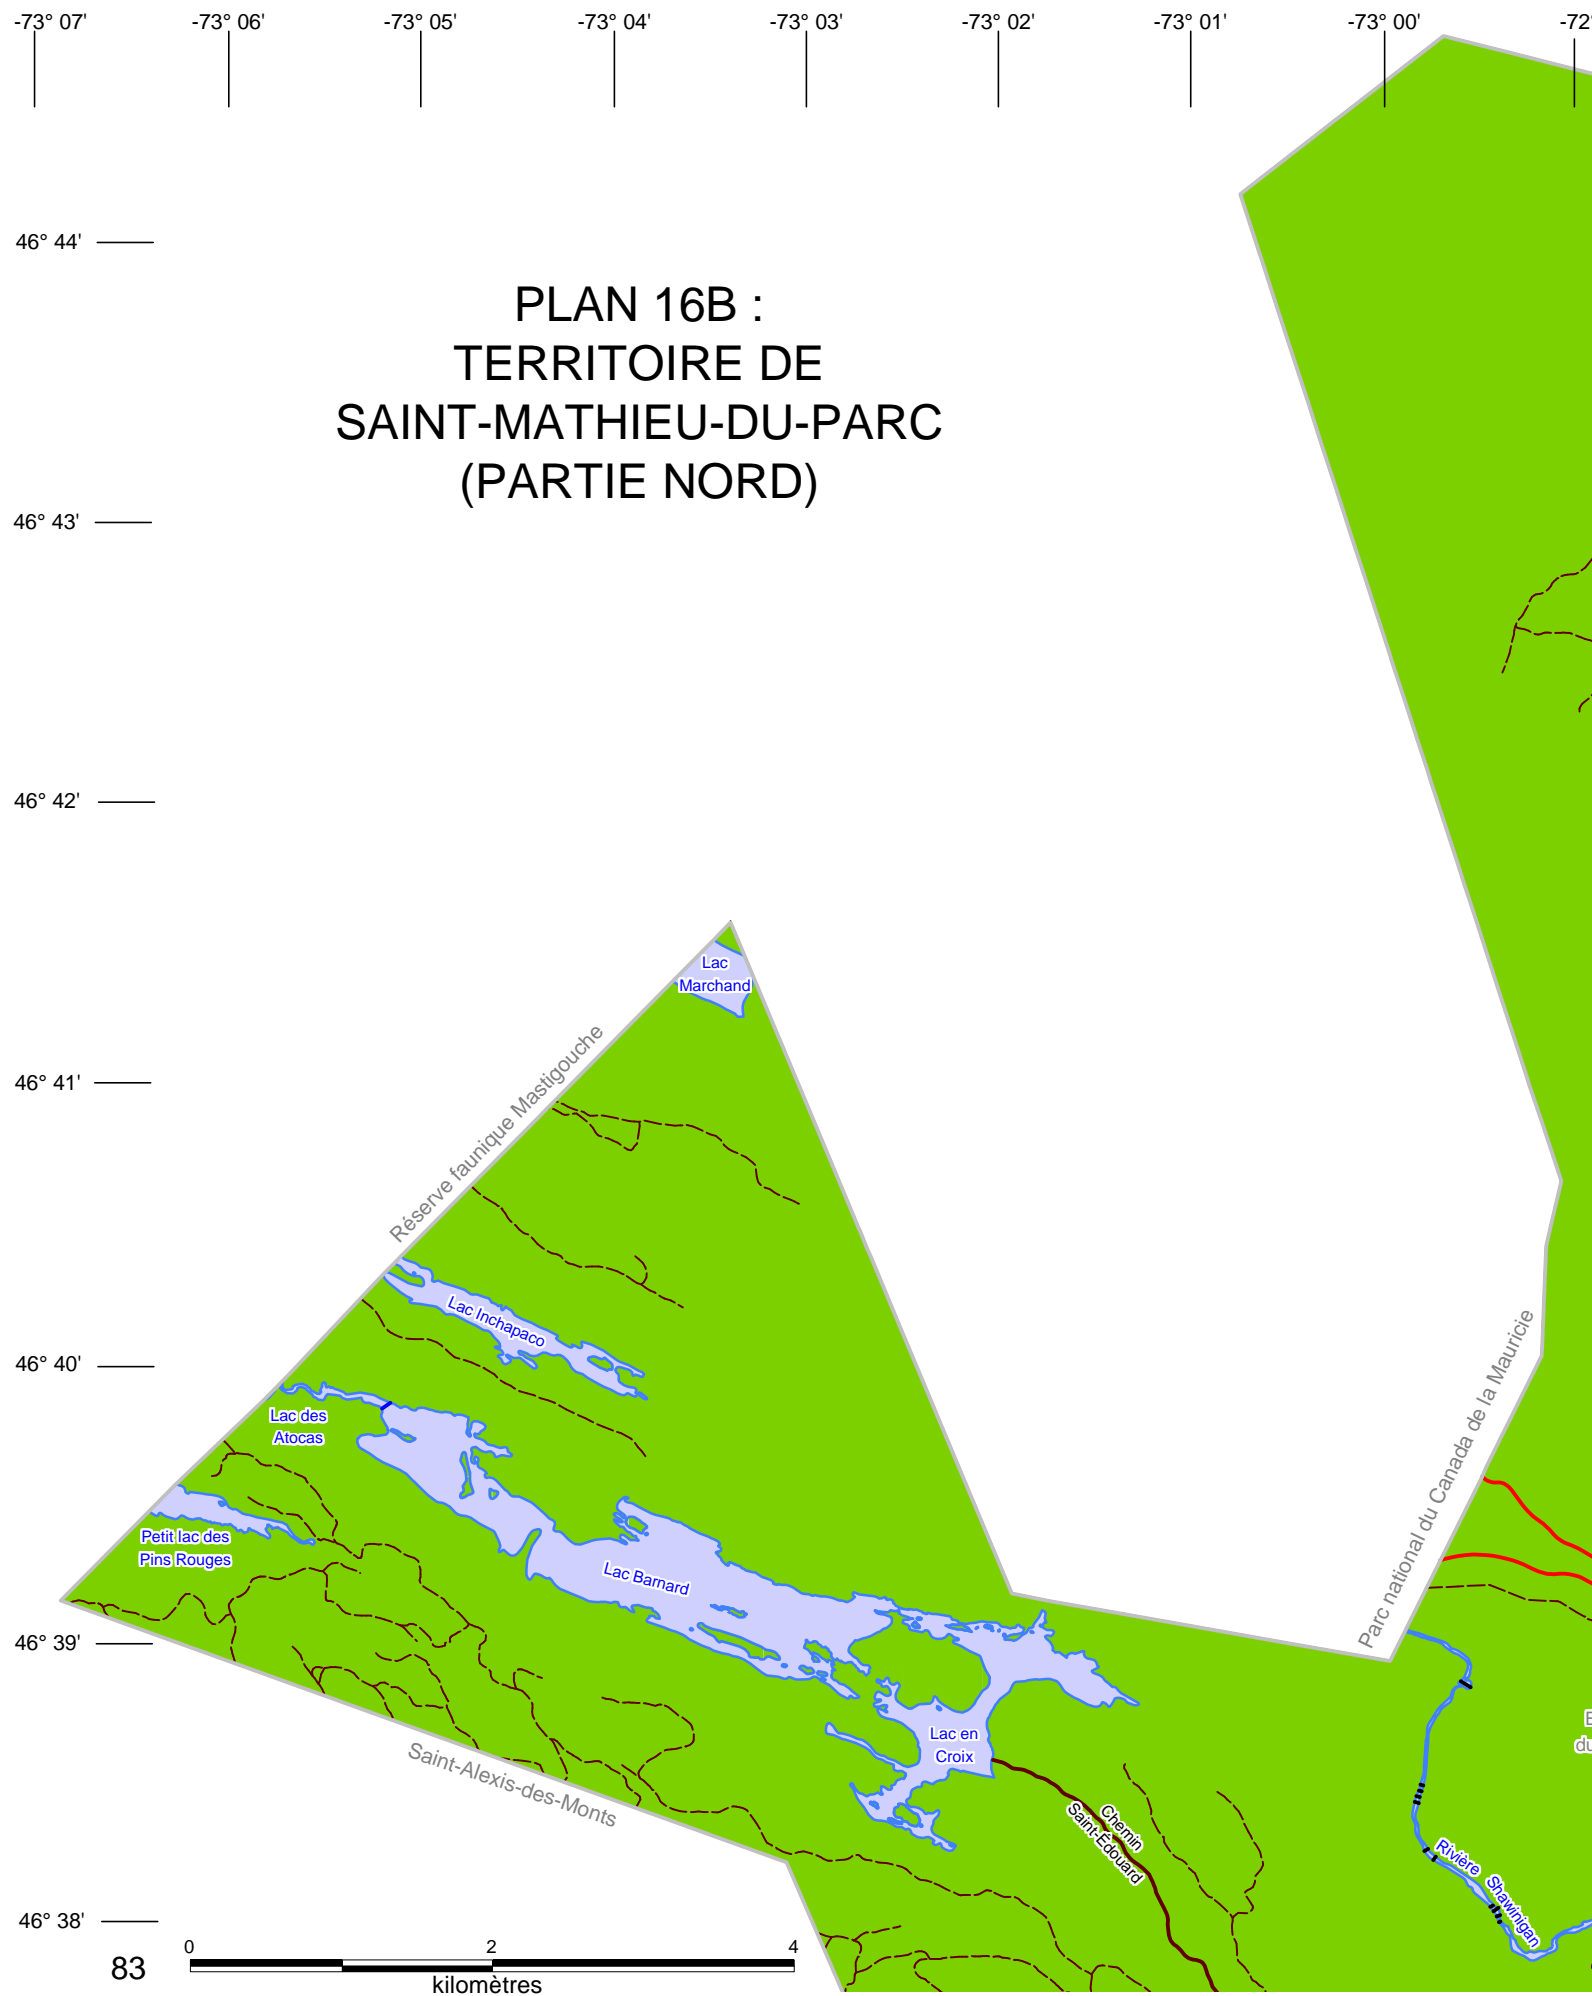 -73° 07'
-73° 06'
-73° 05'
-73° 04'
-73° 03'
-73° 02'
-73° 01'
-73° 00'
46° 44'
PLAN 16B :
TERRITOIRE DE
SAINT-MATHIEU-DU-PARC
(PARTIE NORD)
46° 43'
46° 42'
Lac
Marchand
46° 41'
Réserve faunique Mastigouche
Lac Inchapaco
46° 40'
Parc national du Canada de la Mauricie
Lac des
Atocas
Petit lac des
Pins Rouges
Lac Barnard
46° 39'
Lac en
Croix
Saint-Alexis-des-Monts
Chemin
Saint-Édouard
Rivière Shawinigan
46° 38'
0
2
4
83
kilomètres